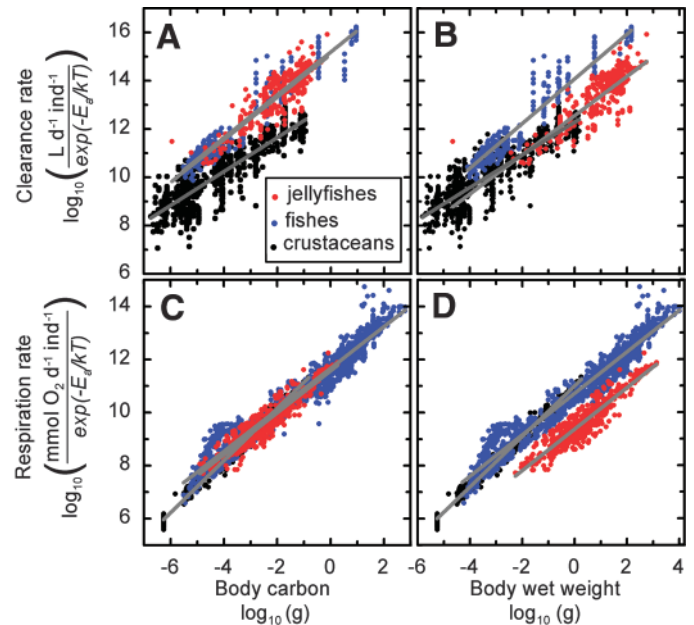 A
B
16
14
12
10
8
6
Clearance rate
log10 (L d-1 ind-1 / exp(-Ea/kT))
jellyfishes
fishes
crustaceans
C
D
14
12
10
8
6
Respiration rate
log10 (mmol O2 d-1 ind-1 / exp(-Ea/kT))
-6 -4 -2 0 2
-6 -4 -2 0 2 4
Body carbon
log10 (g)
Body wet weight
log10 (g)